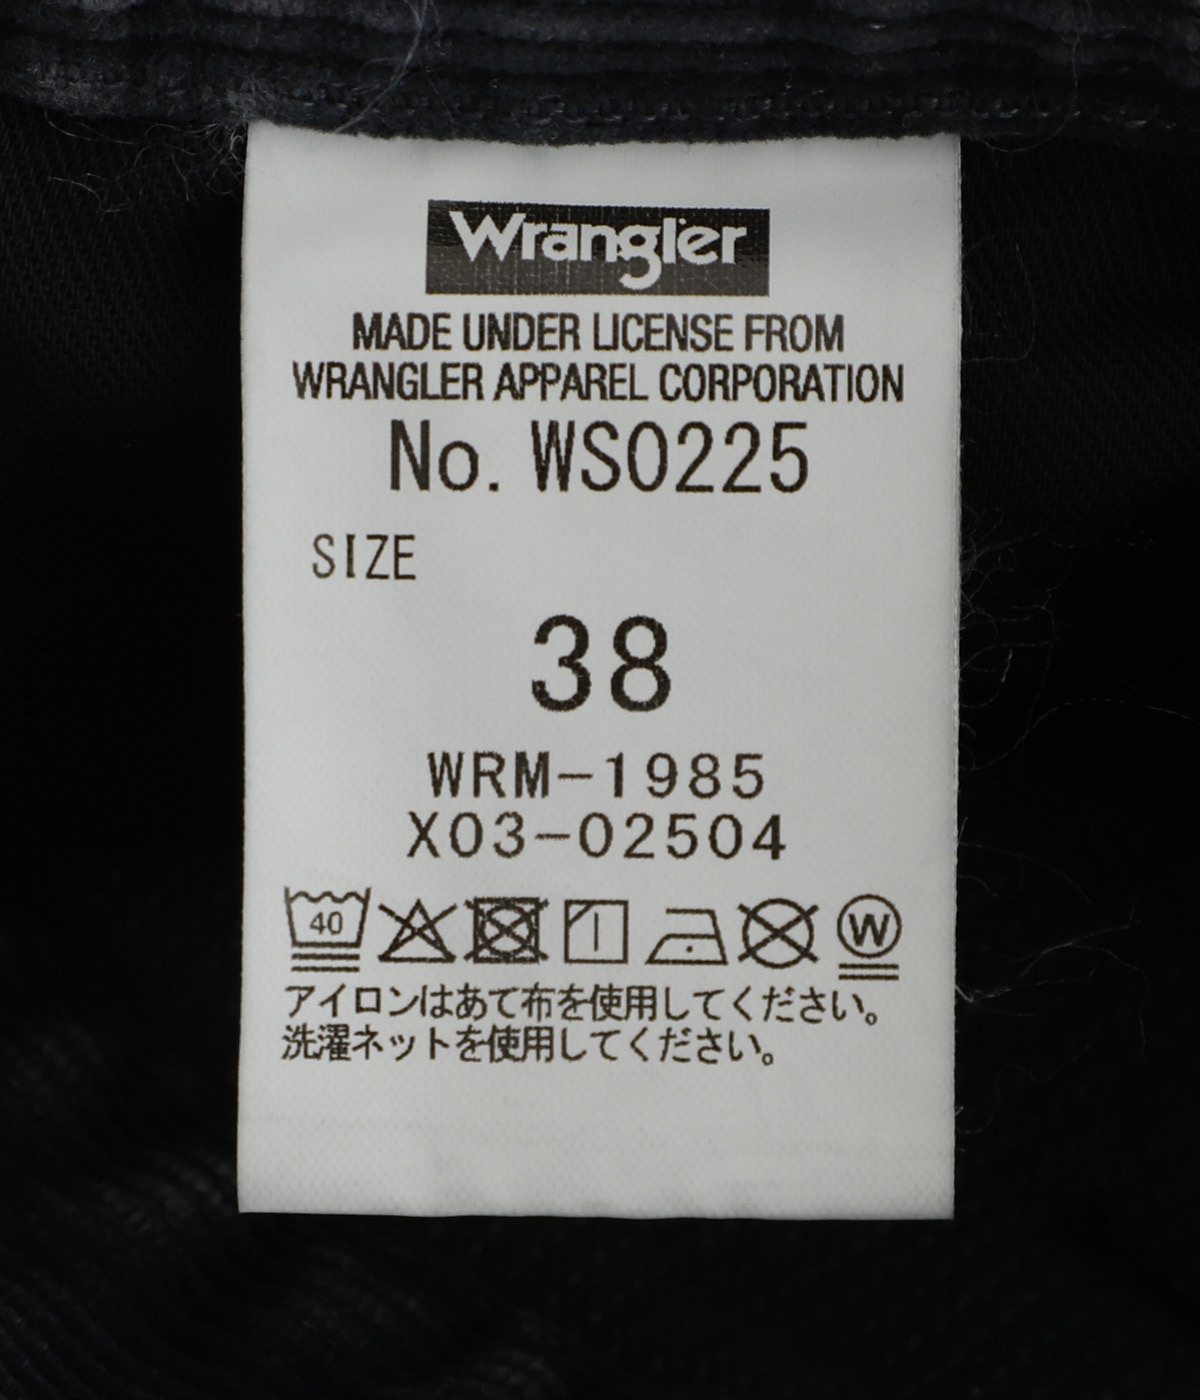 Wrangler
MADE UNDER LICENSE FROM
WRANGLER APPAREL CORPORATION
No. WS0225
SIZE
38
WRM-1985
X03-02504
40 W
アイロンはあて布を使用してください。
洗濯ネットを使用してください。